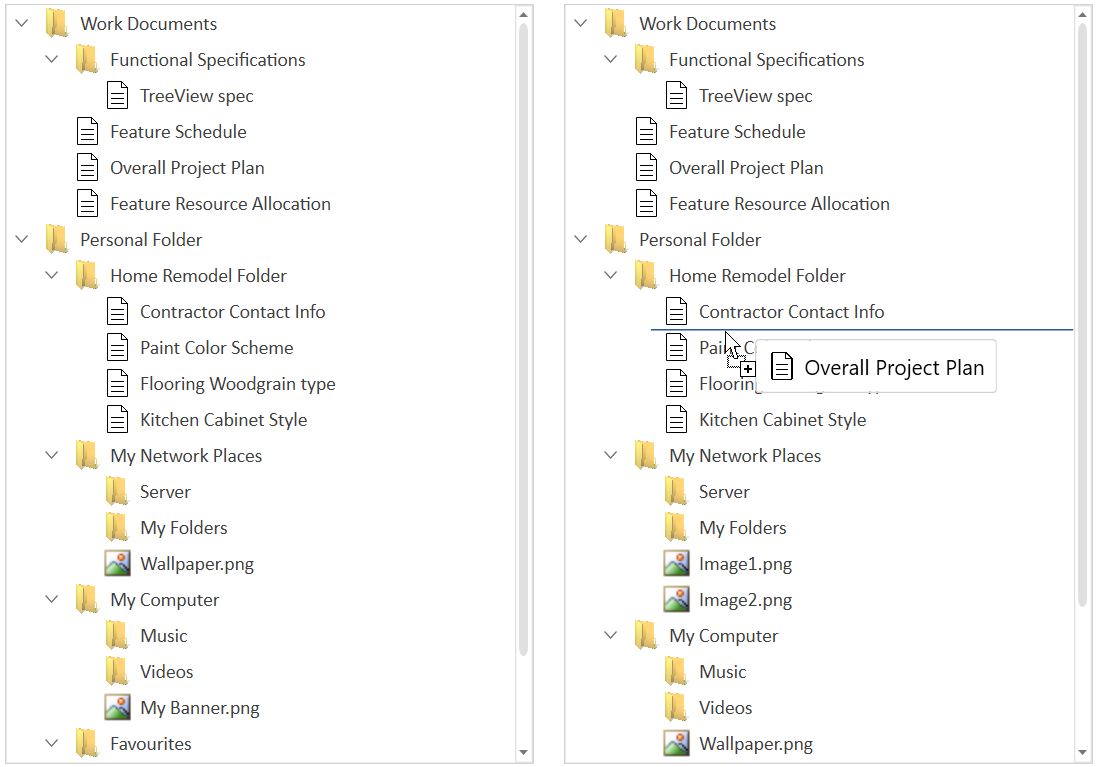 Work Documents
Functional Specifications
TreeView spec
Feature Schedule
Overall Project Plan
Feature Resource Allocation
Personal Folder
Home Remodel Folder
Contractor Contact Info
Paint Color Scheme
Flooring Woodgrain type
Kitchen Cabinet Style
My Network Places
Server
My Folders
Wallpaper.png
My Computer
Music
Videos
My Banner.png
Favourites
Work Documents
Functional Specifications
TreeView spec
Feature Schedule
Overall Project Plan
Feature Resource Allocation
Personal Folder
Home Remodel Folder
Contractor Contact Info
Overall Project Plan
Kitchen Cabinet Style
My Network Places
Server
My Folders
Image1.png
Image2.png
My Computer
Music
Videos
Wallpaper.png